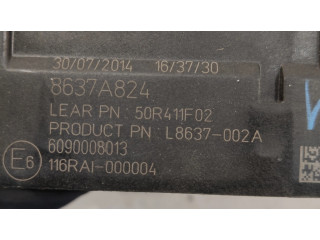 30/07/2014 16/37/30
8637A824
LEAR PN: 50R411F02
PRODUCT PN: L8637-002A
6090008013
E6 116RAI-000004